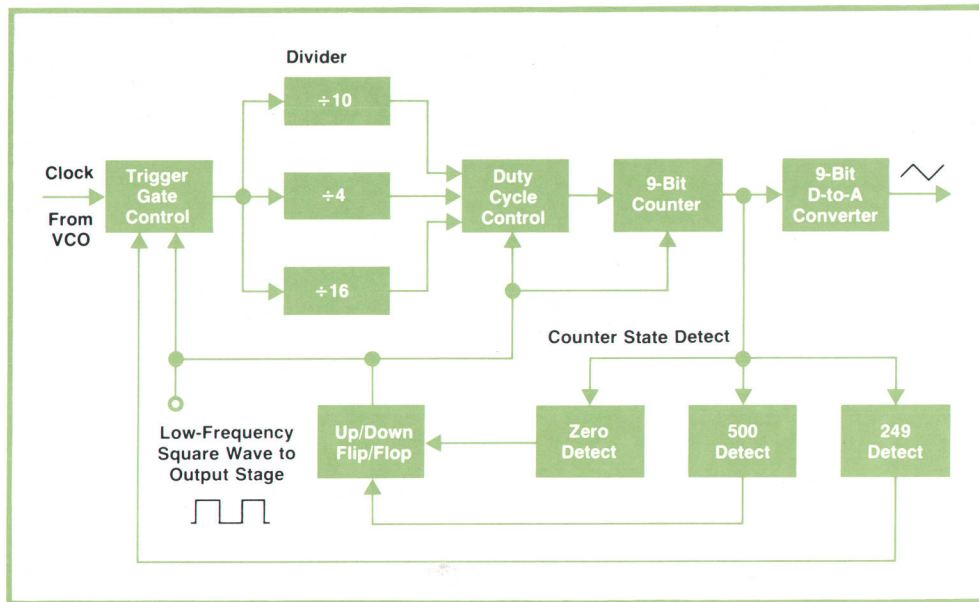 Divider
÷10
Clock
From
VCO
Trigger
Gate
Control
÷4
Duty
Cycle
Control
9-Bit
Counter
9-Bit
D-to-A
Converter
÷16
Counter State Detect
Low-Frequency
Square Wave to
Output Stage
Up/Down
Flip/Flop
Zero
Detect
500
Detect
249
Detect